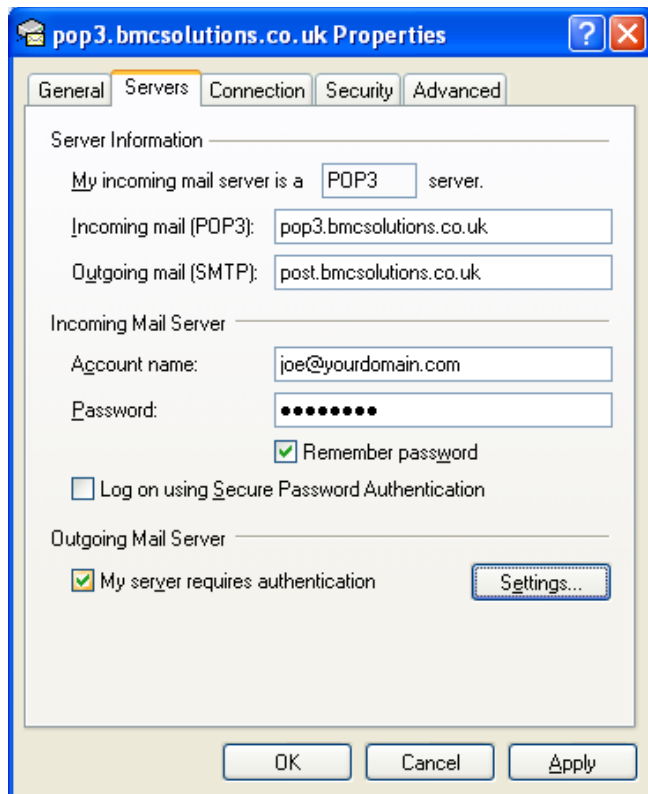 pop3.bmcsolutions.co.uk Properties
General Servers Connection Security Advanced
Server Information
My incoming mail server is a POP3 server.
Incoming mail (POP3): pop3.bmcsolutions.co.uk
Outgoing mail (SMTP): post.bmcsolutions.co.uk
Incoming Mail Server
Account name: joe@yourdomain.com
Password: ●●●●●●●●
Remember password
Log on using Secure Password Authentication
Outgoing Mail Server
My server requires authentication Settings...
OK Cancel Apply